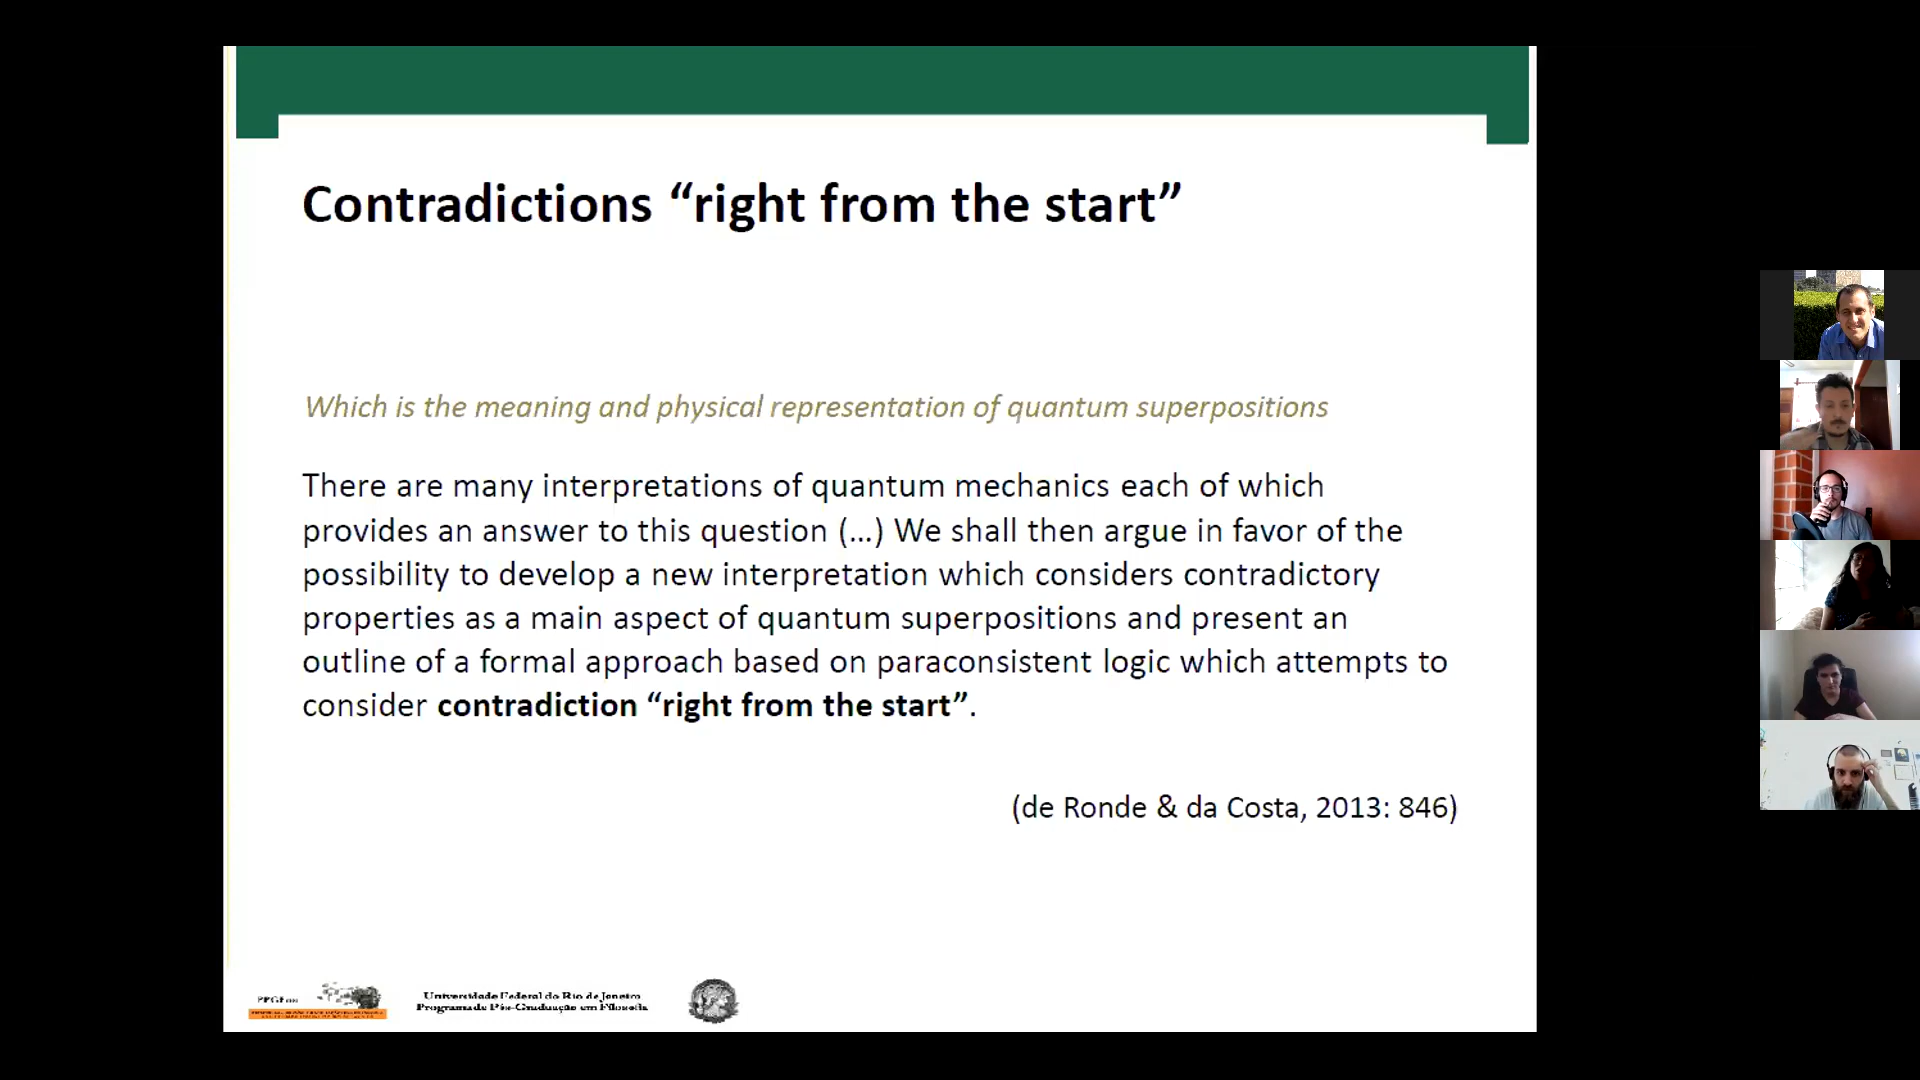 Contradictions “right from the start”
Which is the meaning and physical representation of quantum superpositions
There are many interpretations of quantum mechanics each of which
provides an answer to this question (...) We shall then argue in favor of the
possibility to develop a new interpretation which considers contradictory
properties as a main aspect of quantum superpositions and present an
outline of a formal approach based on paraconsistent logic which attempts to
consider contradiction “right from the start”.
(de Ronde & da Costa, 2013: 846)
Universidade Federal do Rio de Janeiro
Programa de Pós-Graduação em Filosofia